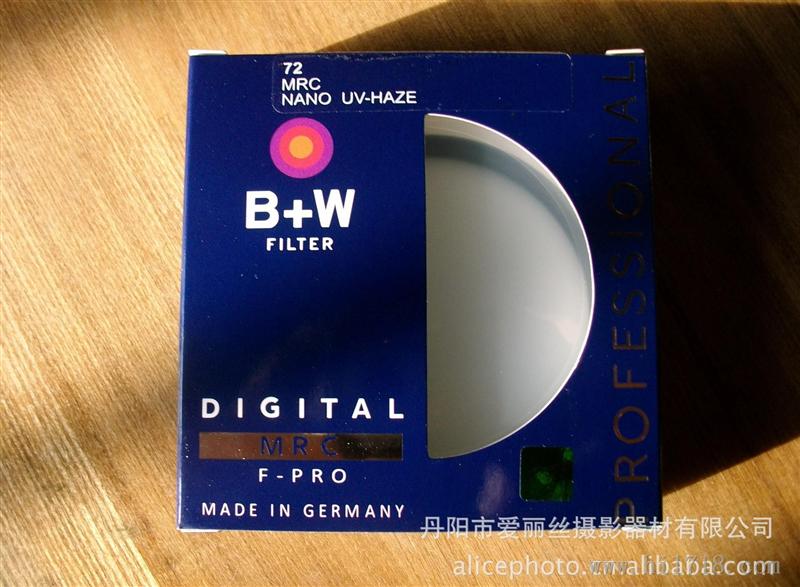 72
MRC
NANO UV-HAZE
B+W
FILTER
DIGITAL
MRC
F-PRO
MADE IN GERMANY
PROFESSIONAL
丹阳市爱丽丝摄影器材有限公司
alicephoto.cn.alibaba.com